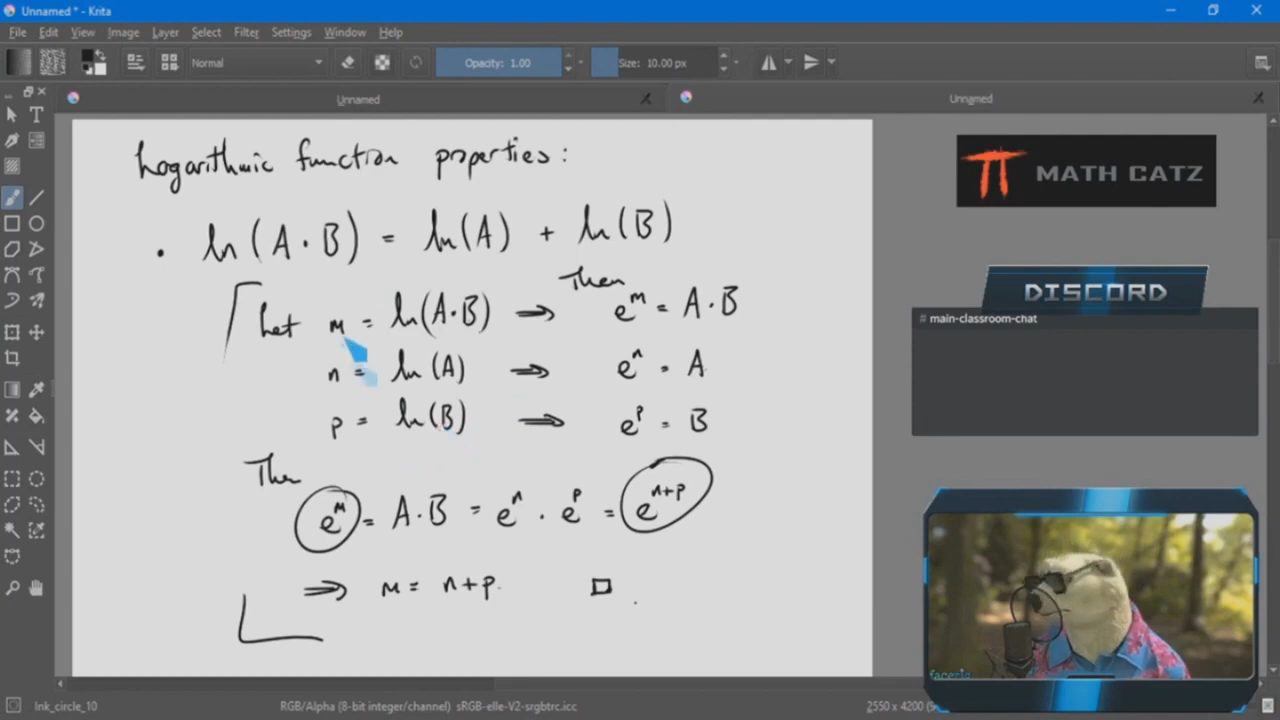 Unnamed * - Krita
File Edit View Image Layer Select Filter Settings Window Help
Normal Opacity: 1.00 Size: 10.00 px
Unnamed Unnamed
Logarithmic function properties:
• ln(A·B) = ln(A) + ln(B)
Then
Let m = ln(A·B) ⇒ e^m = A·B
n = ln(A) ⇒ e^n = A
p = ln(B) ⇒ e^p = B
Then
e^m = A·B = e^n · e^p = e^(n+p)
⇒ m = n+p. □
π MATH CATZ
DISCORD
# main-classroom-chat
facerig
Ink_circle_10 RGB/Alpha (8-bit integer/channel) sRGB-elle-V2-srgbtrc.icc 2550 x 4200